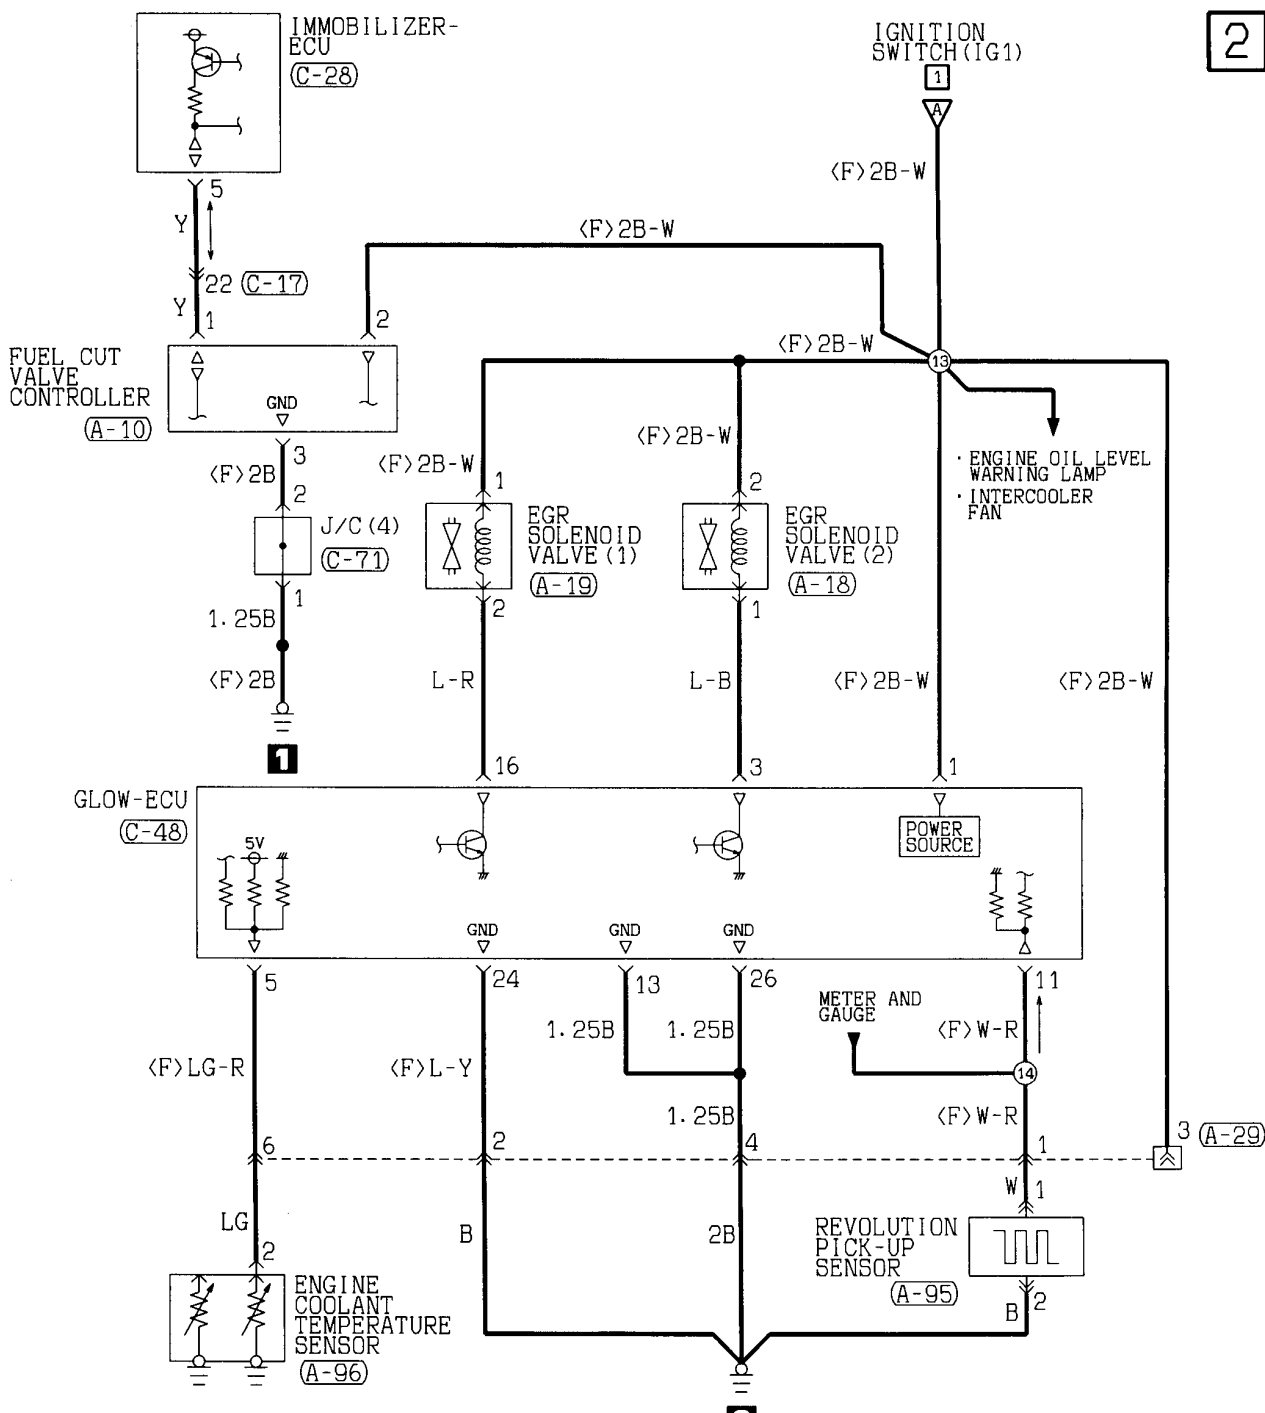 IMMOBILIZER-
ECU
C-28
IGNITION
SWITCH(IG1)
1
A
2
<F>2B-W
5
Y
<F>2B-W
22
C-17
Y
1
2
<F>2B-W
13
FUEL CUT
VALVE
CONTROLLER
A-10
GND
3
<F>2B
2
<F>2B-W
1
<F>2B-W
2
· ENGINE OIL LEVEL
WARNING LAMP
· INTERCOOLER
FAN
J/C(4)
C-71
EGR
SOLENOID
VALVE(1)
A-19
EGR
SOLENOID
VALVE(2)
A-18
1
1.25B
2
1
<F>2B
L-R
L-B
<F>2B-W
<F>2B-W
1
16
3
1
GLOW-ECU
C-48
5V
POWER
SOURCE
GND
GND
GND
5
24
13
26
11
METER AND
GAUGE
1.25B
1.25B
<F>W-R
<F>LG-R
<F>L-Y
14
1.25B
<F>W-R
6
2
4
1
3
A-29
W
1
LG
B
2B
REVOLUTION
PICK-UP
SENSOR
A-95
2
2
B
ENGINE
COOLANT
TEMPERATURE
SENSOR
A-96